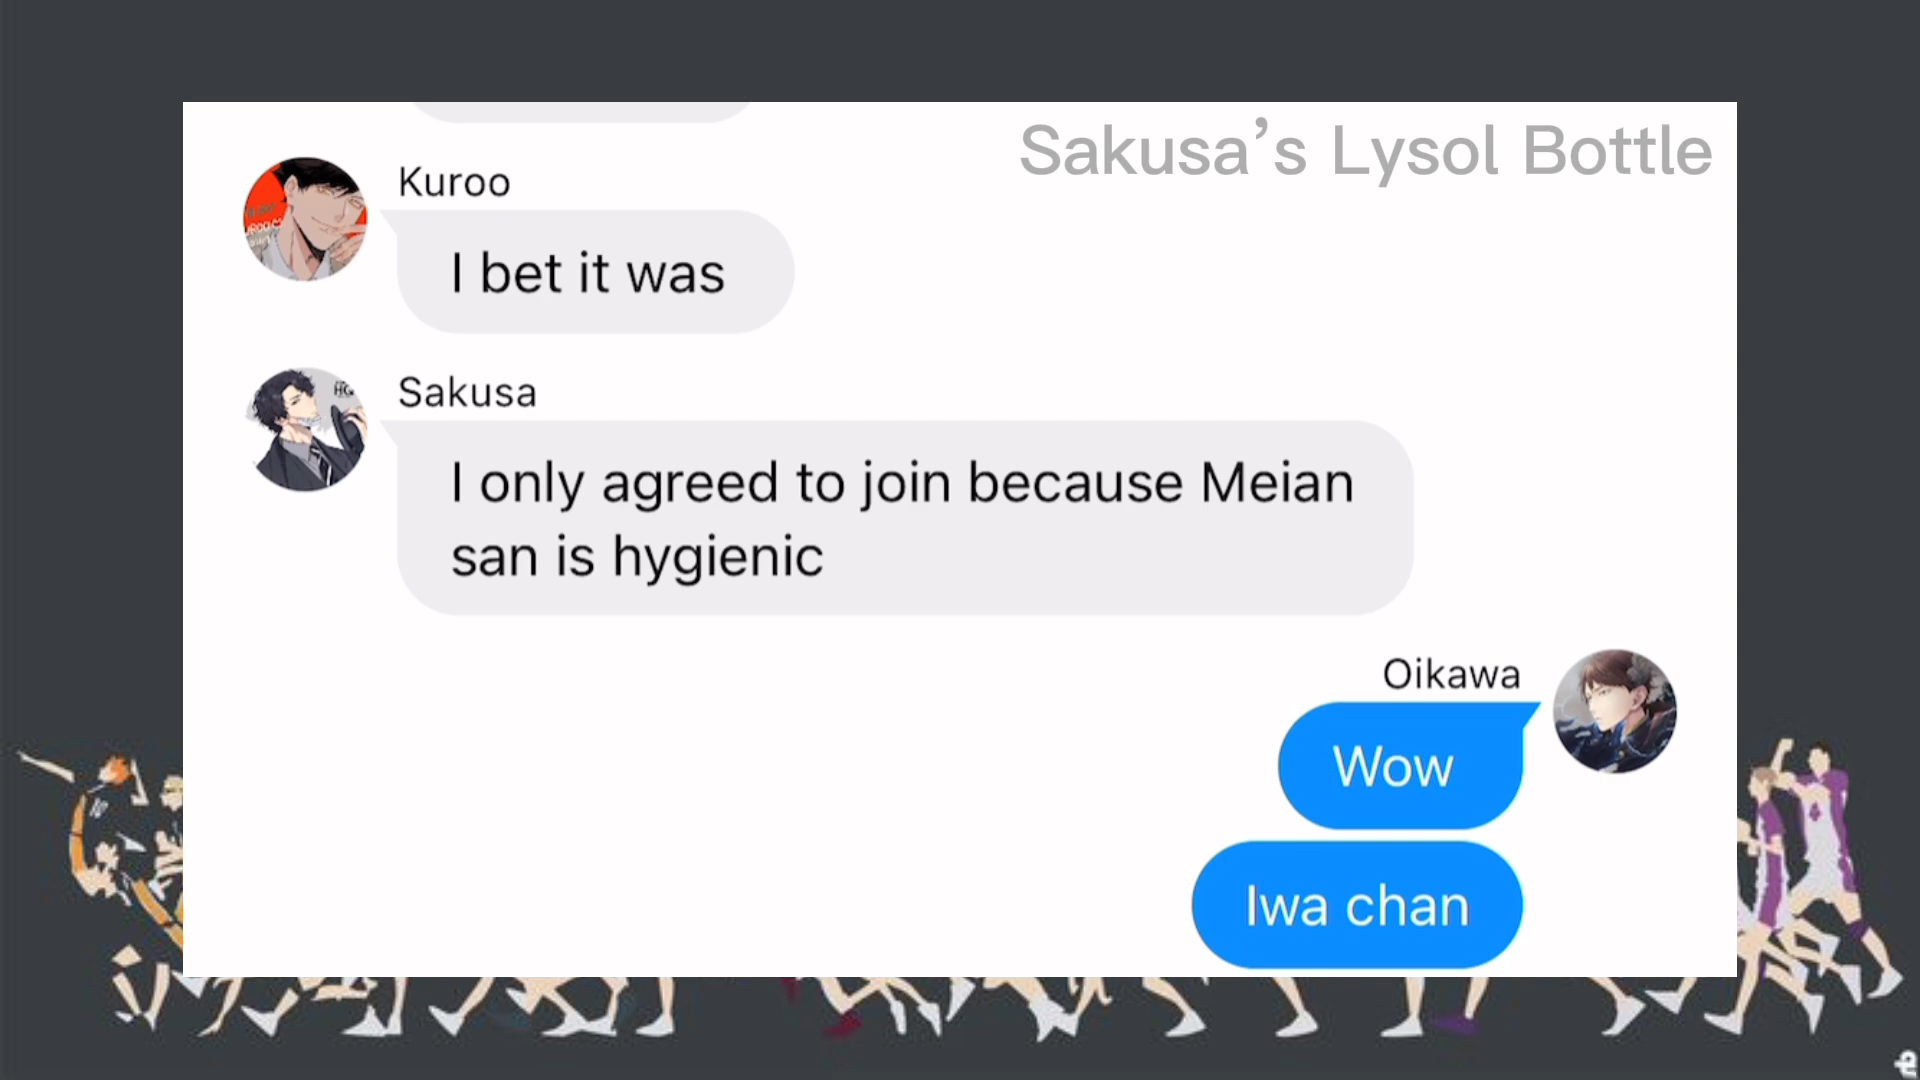 Sakusa’s Lysol Bottle
Kuroo
I bet it was
Sakusa
I only agreed to join because Meian
san is hygienic
Oikawa
Wow
Iwa chan